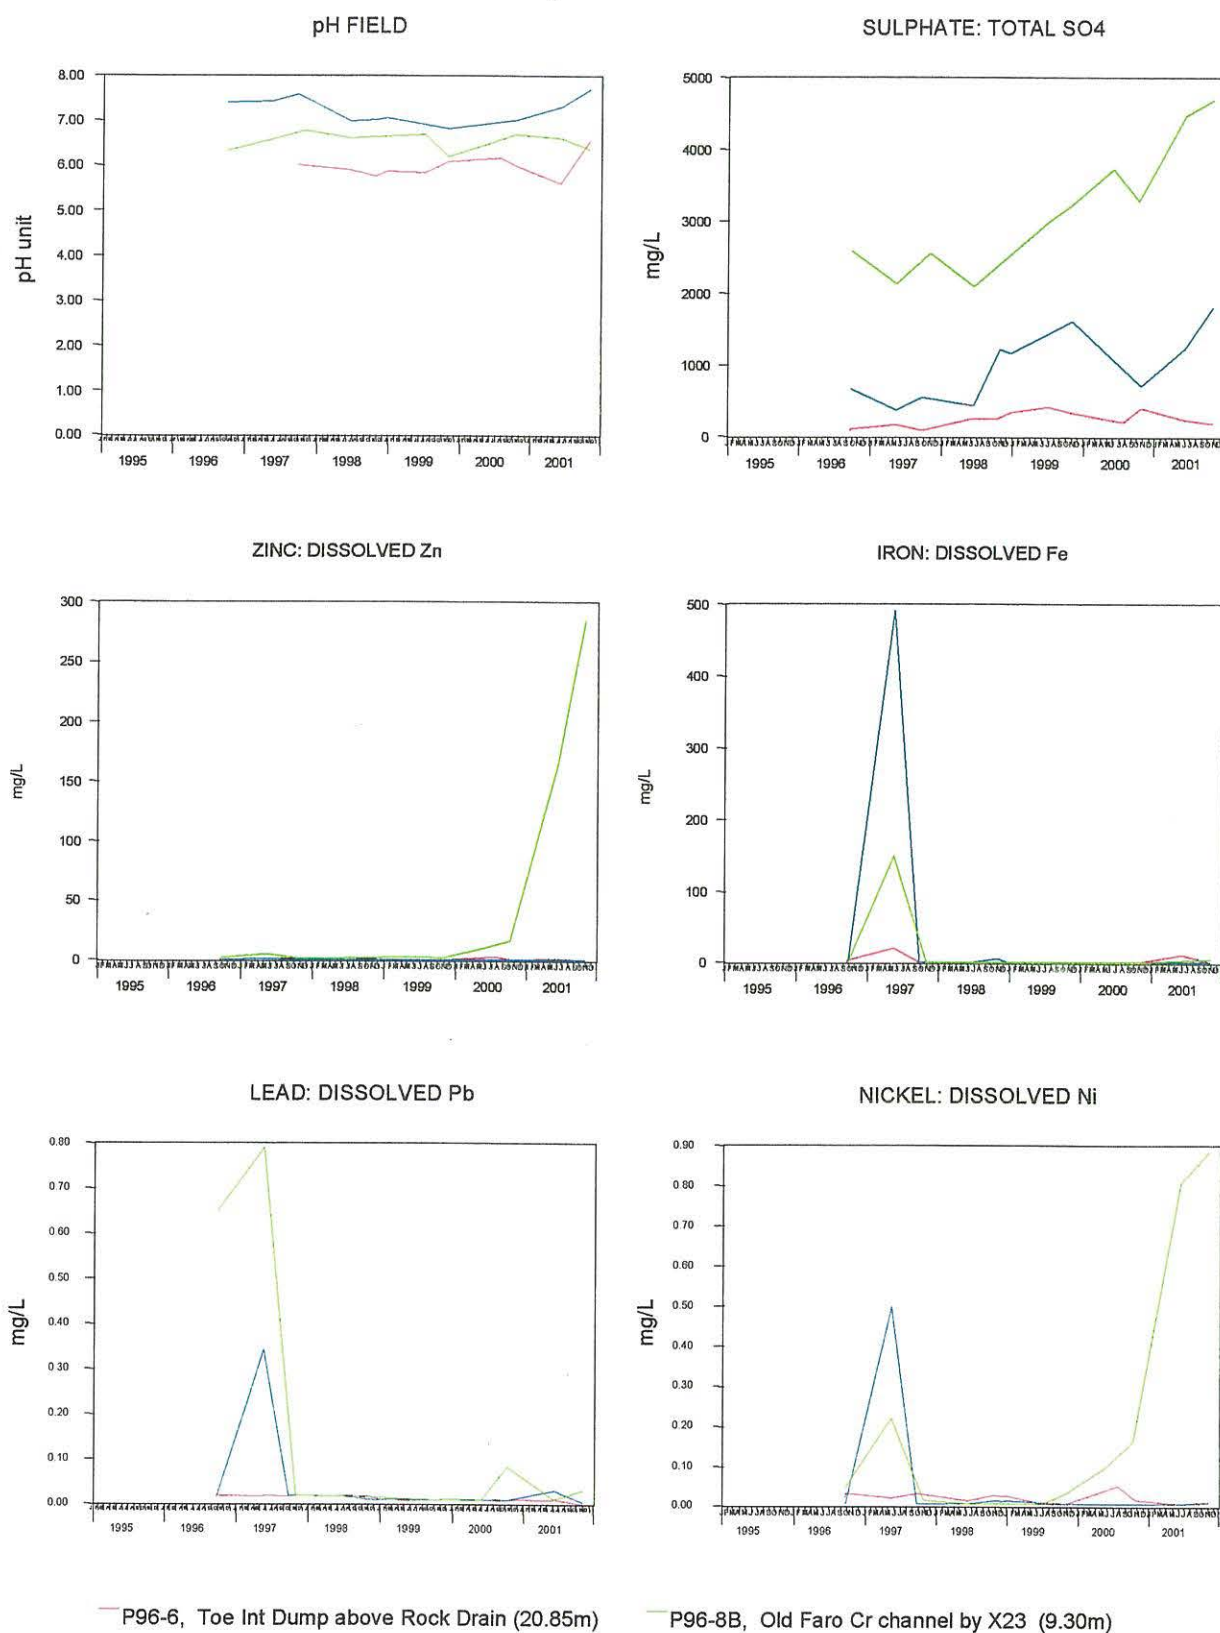 pH FIELD
SULPHATE: TOTAL SO4
8.00
7.00
6.00
5.00
4.00
3.00
2.00
1.00
0.00
pH unit
1995 1996 1997 1998 1999 2000 2001
5000
4000
3000
2000
1000
0
mg/L
1995 1996 1997 1998 1999 2000 2001
ZINC: DISSOLVED Zn
IRON: DISSOLVED Fe
300
250
200
150
100
50
0
mg/L
1995 1996 1997 1998 1999 2000 2001
500
400
300
200
100
0
mg/L
1995 1996 1997 1998 1999 2000 2001
LEAD: DISSOLVED Pb
NICKEL: DISSOLVED Ni
0.80
0.70
0.60
0.50
0.40
0.30
0.20
0.10
0.00
mg/L
1995 1996 1997 1998 1999 2000 2001
0.90
0.80
0.70
0.60
0.50
0.40
0.30
0.20
0.10
0.00
mg/L
1995 1996 1997 1998 1999 2000 2001
P96-6, Toe Int Dump above Rock Drain (20.85m)
P96-8B, Old Faro Cr channel by X23 (9.30m)